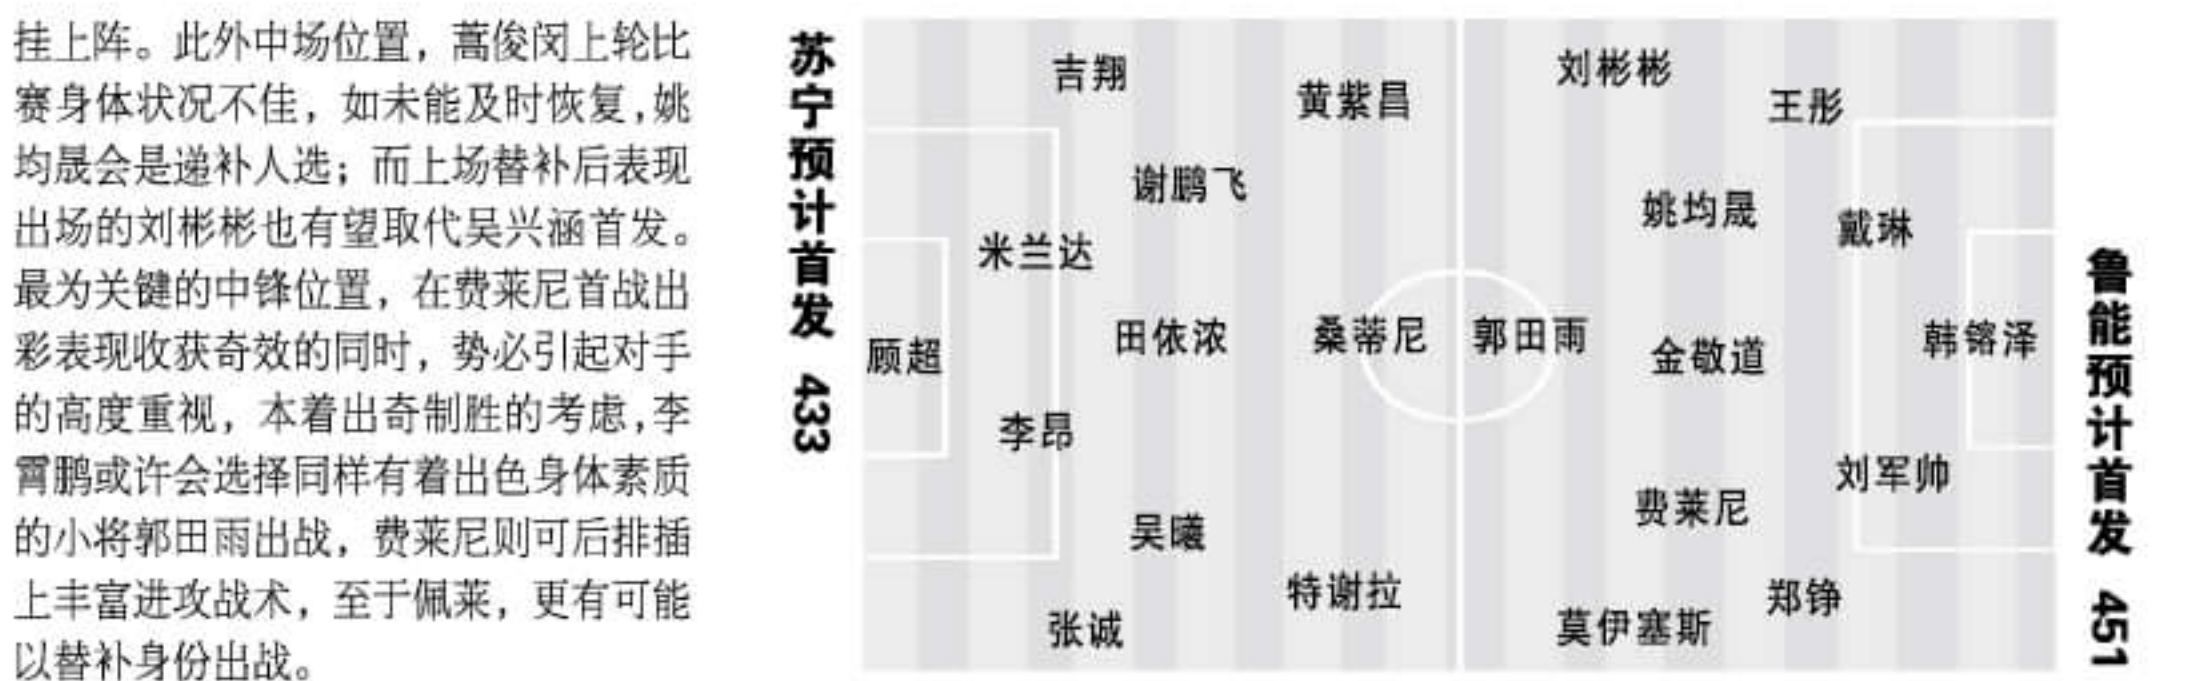 挂上阵。此外中场位置，蒿俊闵上轮比
赛身体状况不佳，如未能及时恢复，姚
均晟会是递补人选；而上场替补后表现
出场的刘彬彬也有望取代吴兴涵首发。
最为关键的中锋位置，在费莱尼首战出
彩表现收获奇效的同时，势必引起对手
的高度重视，本着出奇制胜的考虑，李
霄鹏或许会选择同样有着出色身体素质
的小将郭田雨出战，费莱尼则可后排插
上丰富进攻战术，至于佩莱，更有可能
以替补身份出战。
苏宁预计首发 433
吉翔
黄紫昌
谢鹏飞
米兰达
顾超
田依浓
桑蒂尼
李昂
吴曦
特谢拉
张诚
刘彬彬
王彤
姚均晟
戴琳
郭田雨
金敬道
韩镕泽
刘军帅
费莱尼
郑铮
莫伊塞斯
鲁能预计首发 451